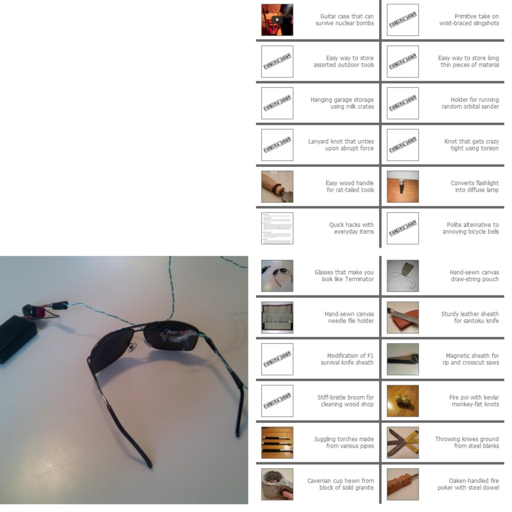 Guitar case that can
survive nuclear bombs
Primitive take on
wrist-braced slingshots
Easy way to store
assorted outdoor tools
Easy way to store long
thin pieces of material
Hanging garage storage
using milk crates
Holder for running
random orbital sander
Lanyard knot that unties
upon abrupt force
Knot that gets crazy
tight using torsion
Easy wood handle
for rat-tailed tools
Converts flashlight
into diffuse lamp
Quick hacks with
everyday items
Polite alternative to
annoying bicycle bells
Glasses that make you
look like Terminator
Hand-sewn canvas
draw-string pouch
Hand-sewn canvas
needle file holder
Sturdy leather sheath
for santoku knife
Modification of F1
survival knife sheath
Magnetic sheath for
rip and crosscut saws
Stiff-bristle broom for
cleaning wood shop
Fire poi with kevlar
monkey-fist knots
Juggling torches made
from various pipes
Throwing knives ground
from steel blanks
Caveman cup hewn from
block of solid granite
Oaken-handled fire
poker with steel dowel